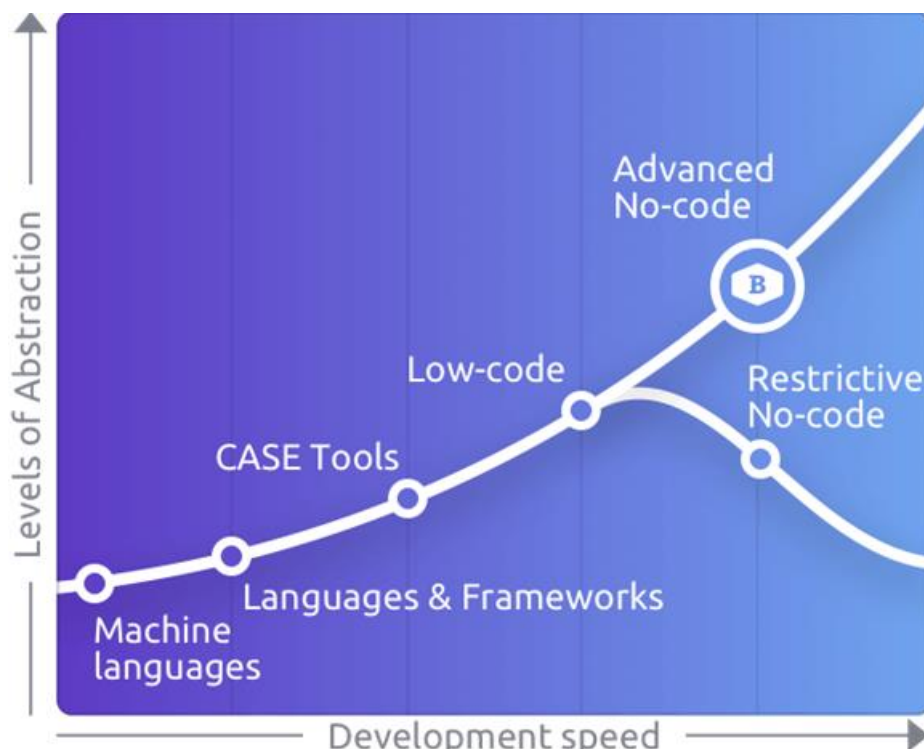 Levels of Abstraction
Advanced
No-code
B
Low-code
Restrictive
No-code
CASE Tools
Languages & Frameworks
Machine
languages
Development speed